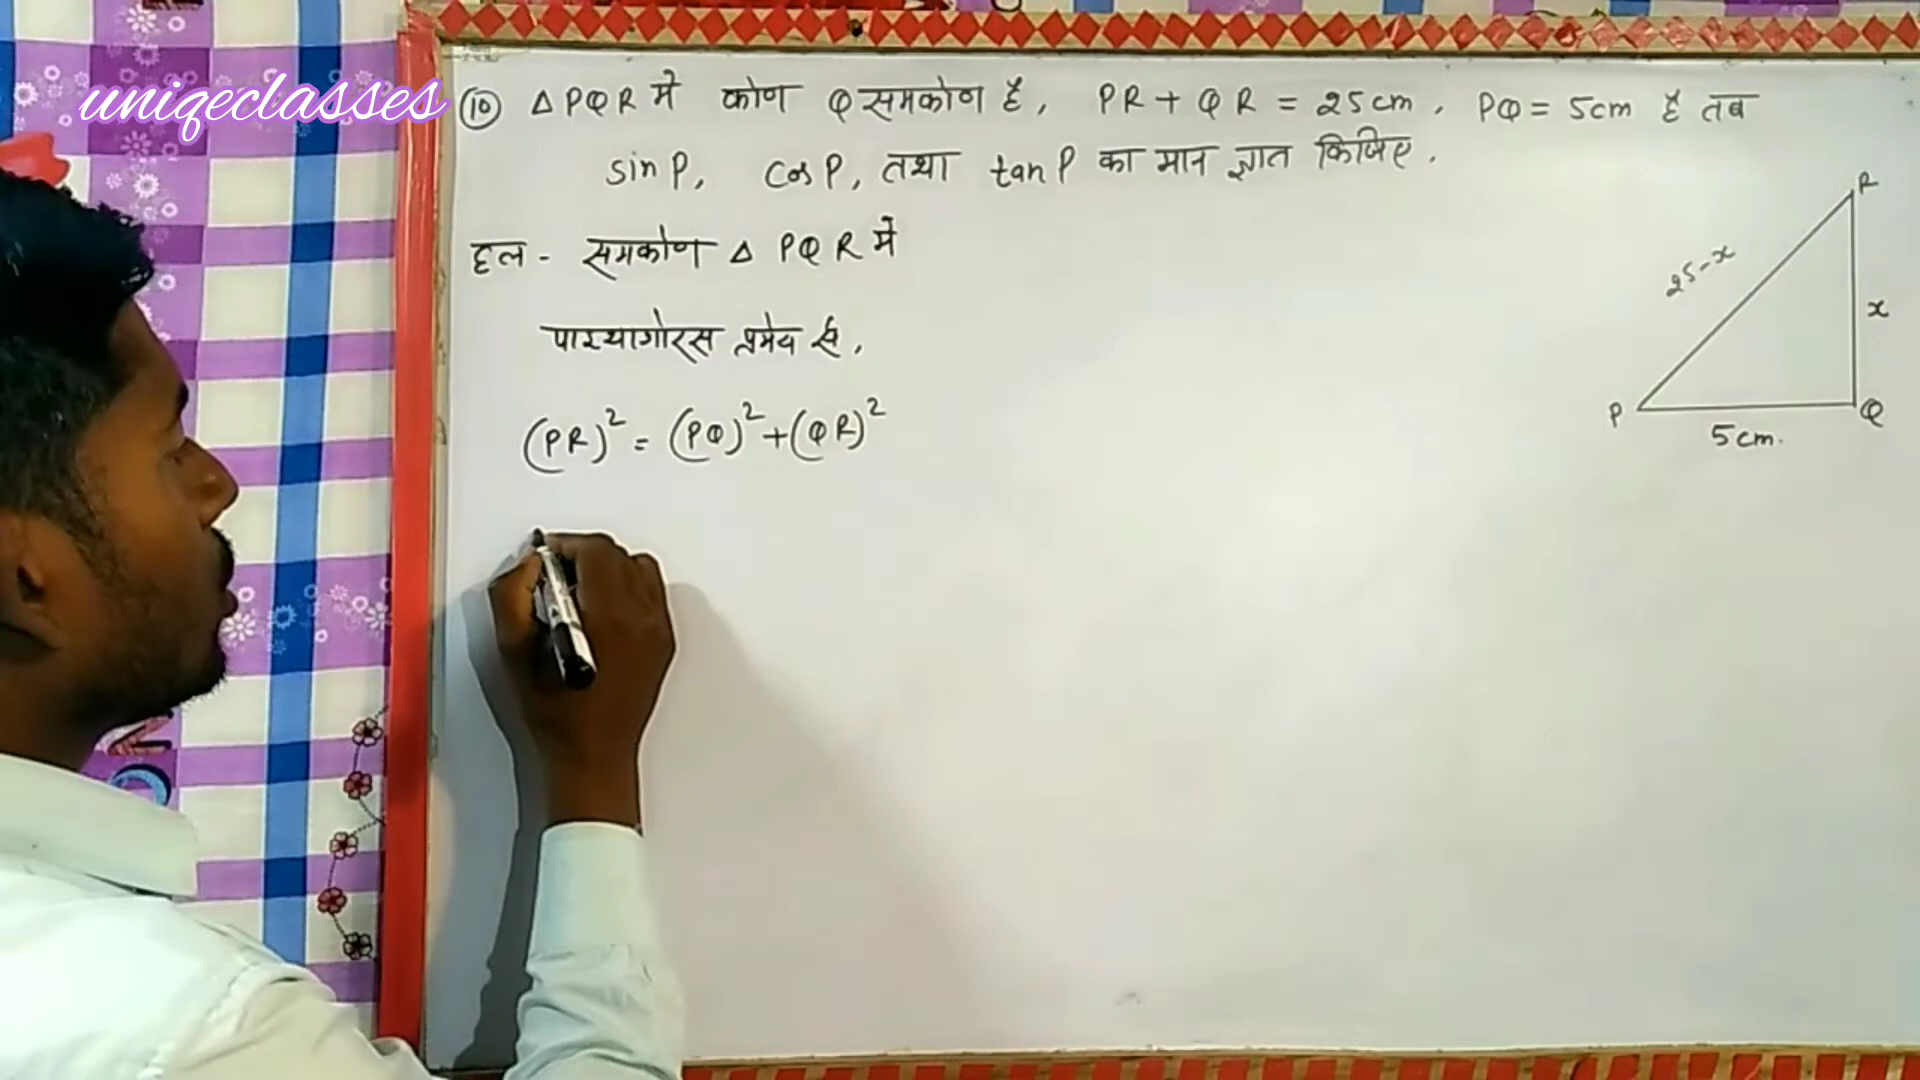 uniqeclasses
(10) △PQR में कोण Q समकोण है, PR + QR = 25cm, PQ = 5cm है तब
sin P, cos P, तथा tan P का मान ज्ञात किजिए.
हल - समकोण △ PQR में
पाइथागोरस प्रमेय से,
(PR)² = (PQ)² + (QR)²
R
25-x
x
P
Q
5cm.